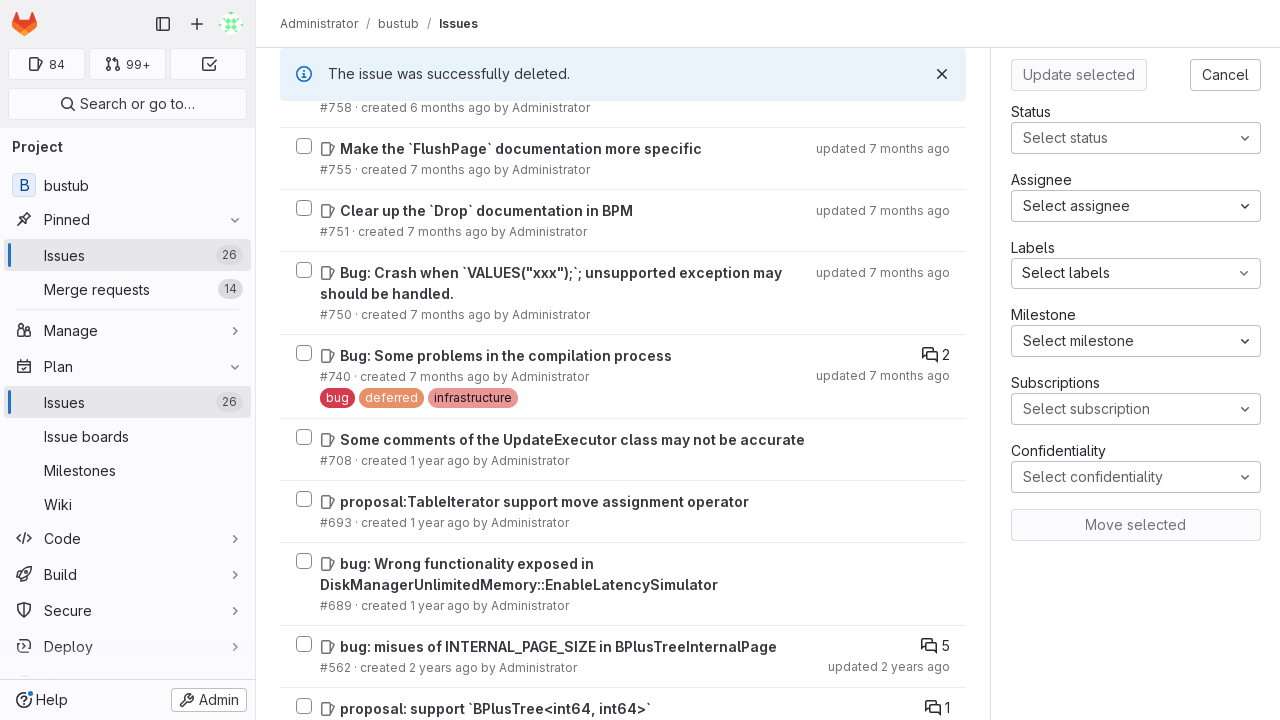 Administrator / bustub / Issues
84
99+
Search or go to…
Project
B bustub
Pinned
Issues 26
Merge requests 14
Manage
Plan
Issues 26
Issue boards
Milestones
Wiki
Code
Build
Secure
Deploy
Help
Admin
The issue was successfully deleted.
#758 · created 6 months ago by Administrator
Make the `FlushPage` documentation more specific
updated 7 months ago
#755 · created 7 months ago by Administrator
Clear up the `Drop` documentation in BPM
updated 7 months ago
#751 · created 7 months ago by Administrator
Bug: Crash when `VALUES("xxx");`; unsupported exception may
should be handled.
updated 7 months ago
#750 · created 7 months ago by Administrator
Bug: Some problems in the compilation process
2
#740 · created 7 months ago by Administrator
updated 7 months ago
bug deferred infrastructure
Some comments of the UpdateExecutor class may not be accurate
#708 · created 1 year ago by Administrator
proposal:TableIterator support move assignment operator
#693 · created 1 year ago by Administrator
bug: Wrong functionality exposed in
DiskManagerUnlimitedMemory::EnableLatencySimulator
#689 · created 1 year ago by Administrator
bug: misues of INTERNAL_PAGE_SIZE in BPlusTreeInternalPage
5
#562 · created 2 years ago by Administrator
updated 2 years ago
proposal: support `BPlusTree<int64, int64>`
1
Update selected
Cancel
Status
Select status
Assignee
Select assignee
Labels
Select labels
Milestone
Select milestone
Subscriptions
Select subscription
Confidentiality
Select confidentiality
Move selected